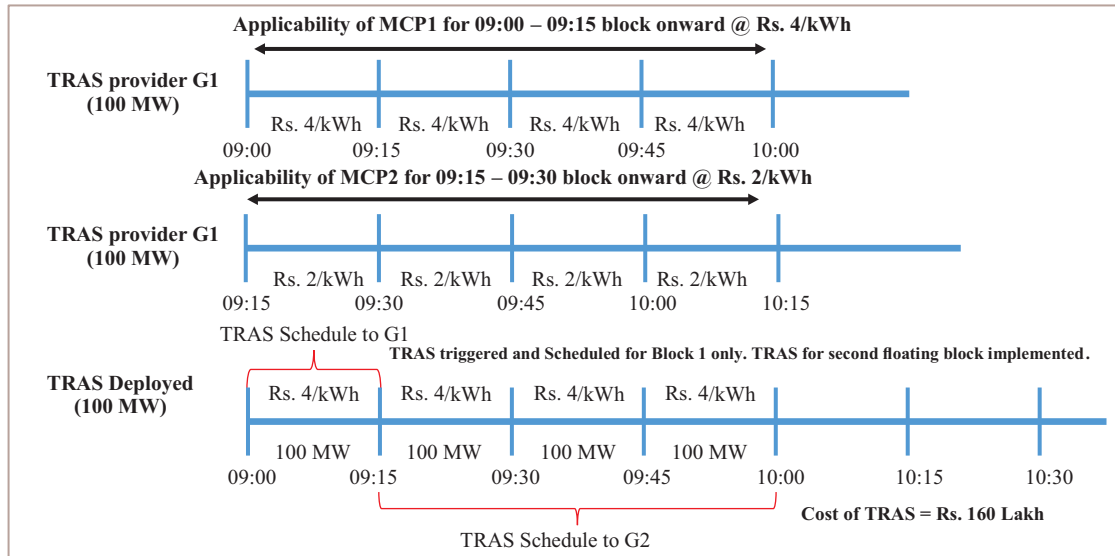 Applicability of MCP1 for 09:00 – 09:15 block onward @ Rs. 4/kWh
TRAS provider G1
(100 MW)
Rs. 4/kWh Rs. 4/kWh Rs. 4/kWh Rs. 4/kWh
09:00 09:15 09:30 09:45 10:00
Applicability of MCP2 for 09:15 – 09:30 block onward @ Rs. 2/kWh
TRAS provider G1
(100 MW)
Rs. 2/kWh Rs. 2/kWh Rs. 2/kWh Rs. 2/kWh
09:15 09:30 09:45 10:00 10:15
TRAS Schedule to G1
TRAS triggered and Scheduled for Block 1 only. TRAS for second floating block implemented.
TRAS Deployed
(100 MW)
Rs. 4/kWh Rs. 4/kWh Rs. 4/kWh Rs. 4/kWh
100 MW 100 MW 100 MW 100 MW
09:00 09:15 09:30 09:45 10:00 10:15 10:30
Cost of TRAS = Rs. 160 Lakh
TRAS Schedule to G2